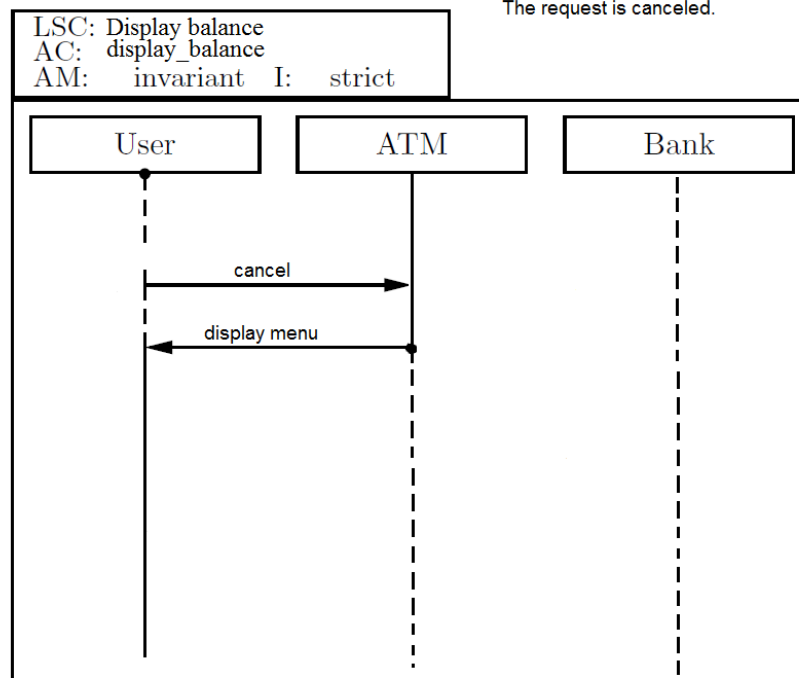 The request is canceled.
LSC: Display balance
AC: display_balance
AM: invariant I: strict
User ATM Bank
cancel
display menu